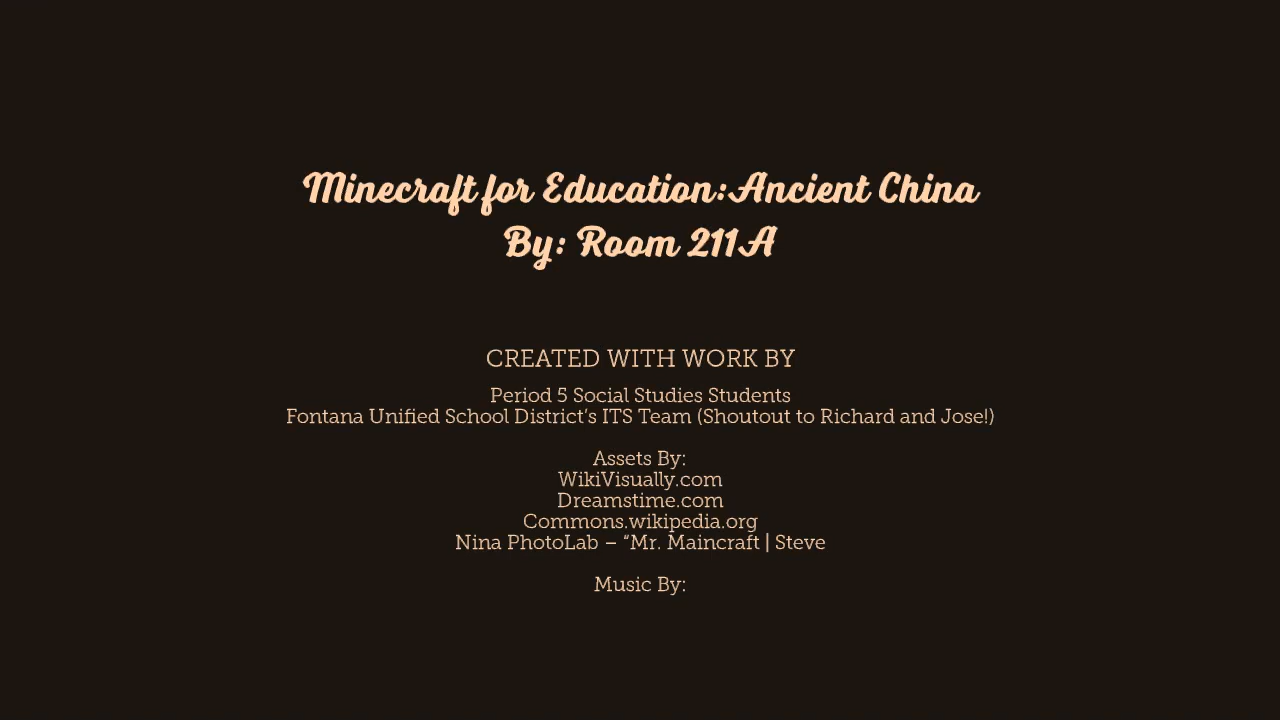 Minecraft for Education: Ancient China
By: Room 211A
CREATED WITH WORK BY
Period 5 Social Studies Students
Fontana Unified School District's ITS Team (Shoutout to Richard and Jose!)
Assets By:
WikiVisually.com
Dreamstime.com
Commons.wikipedia.org
Nina PhotoLab – “Mr. Maincraft | Steve
Music By: